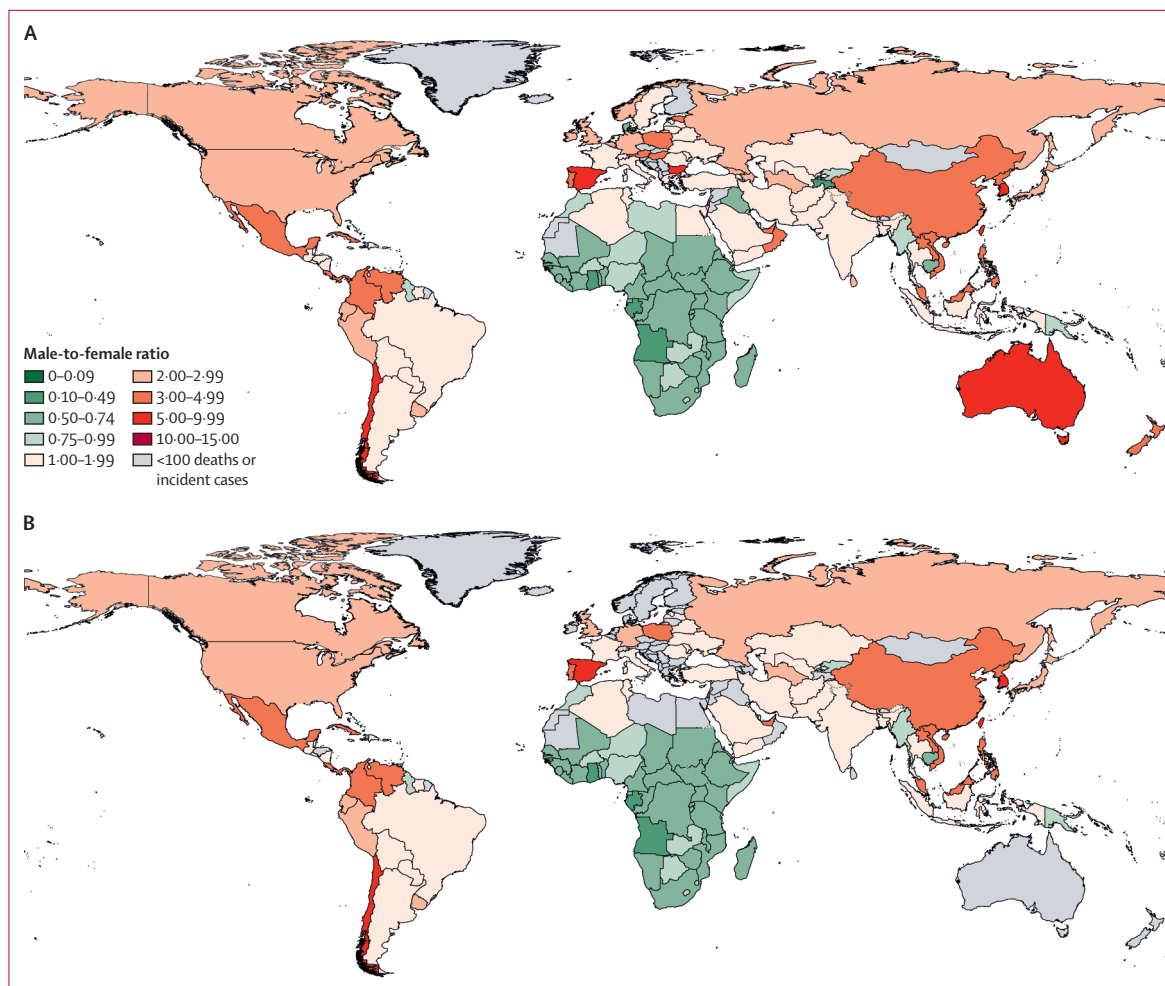 A
Male-to-female ratio
0–0·09
0·10–0·49
0·50–0·74
0·75–0·99
1·00–1·99
2·00–2·99
3·00–4·99
5·00–9·99
10·00–15·00
<100 deaths or
incident cases
B